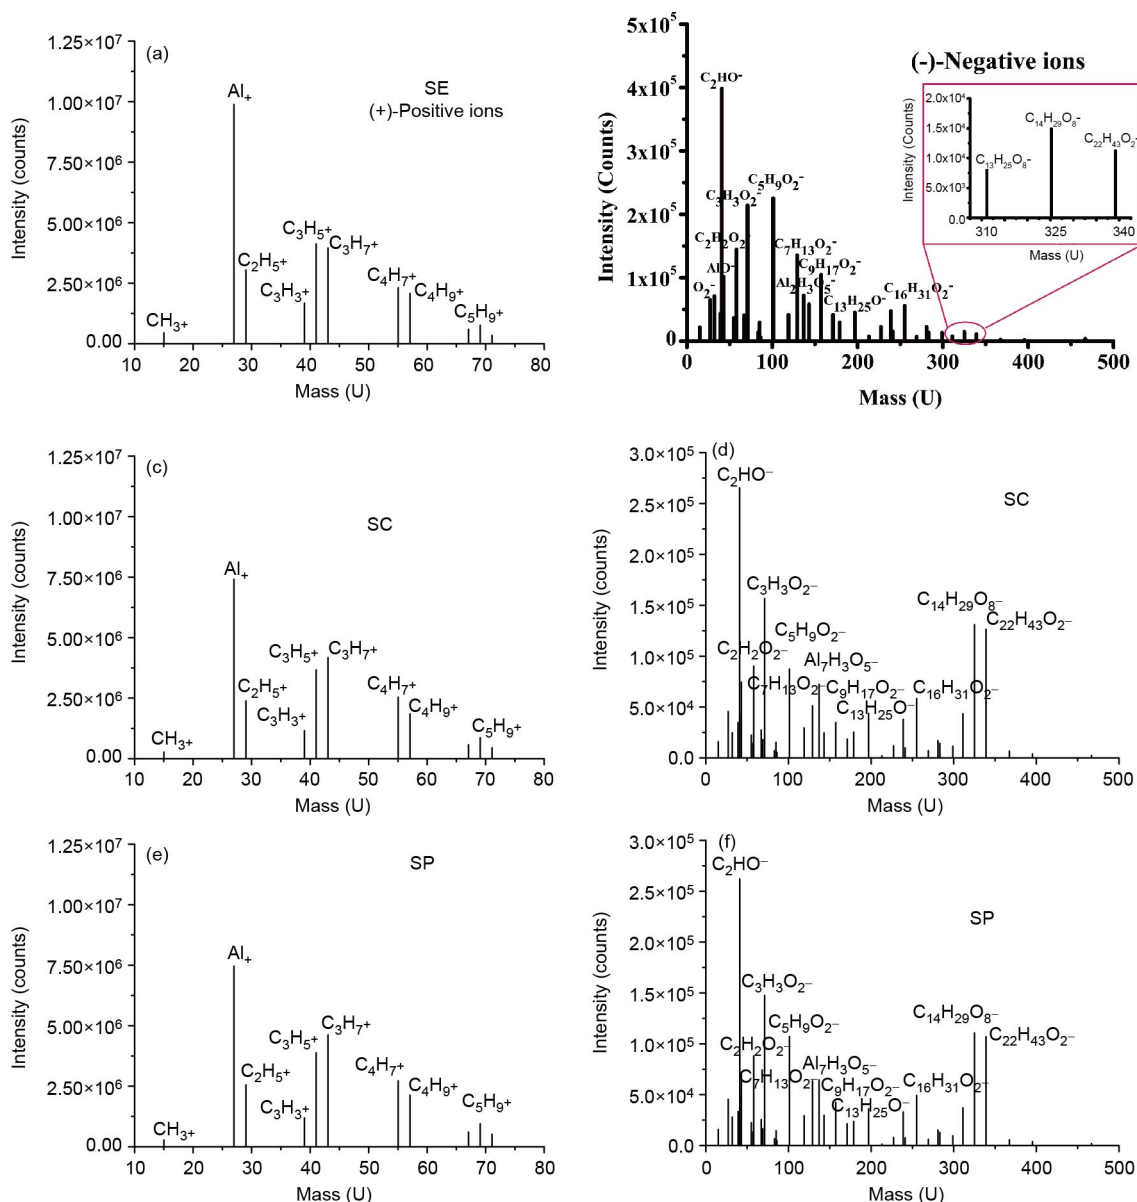 (a)
SE
(+)-Positive ions
1.25×10⁷
1.00×10⁷
7.50×10⁶
5.00×10⁶
2.50×10⁶
0.00
Intensity (counts)
Al₊
C₃H₅₊
C₃H₇₊
C₂H₅₊
C₃H₃₊
C₄H₇₊
C₄H₉₊
CH₃₊
C₅H₉₊
10 20 30 40 50 60 70 80
Mass (U)
5x10⁵
4x10⁵
3x10⁵
2x10⁵
1x10⁵
0
Intensity (Counts)
(-)-Negative ions
C₂HO⁻
C₃H₃O₂⁻
C₅H₉O₂⁻
C₂H₂O₂⁻
C₇H₁₃O₂⁻
AlO⁻
C₉H₁₇O₂⁻
O₂⁻
Al₂H₃O₅⁻
C₁₃H₂₅O⁻
C₁₆H₃₁O₂⁻
0 100 200 300 400 500
Mass (U)
2.0x10⁴
1.5x10⁴
1.0x10⁴
5.0x10³
0.0
Intensity (Counts)
C₁₄H₂₉O₈⁻
C₂₂H₄₃O₂⁻
C₁₃H₂₅O₈⁻
310 325 340
Mass (U)
(c)
SC
1.25×10⁷
1.00×10⁷
7.50×10⁶
5.00×10⁶
2.50×10⁶
0.00
Intensity (counts)
Al₊
C₃H₅₊
C₃H₇₊
C₂H₅₊
C₃H₃₊
C₄H₇₊
C₄H₉₊
CH₃₊
C₅H₉₊
10 20 30 40 50 60 70 80
Mass (U)
(d)
SC
3.0×10⁵
2.5×10⁵
2.0×10⁵
1.5×10⁵
1.0×10⁵
5.0×10⁴
0.0
Intensity (counts)
C₂HO⁻
C₃H₃O₂⁻
C₁₄H₂₉O₈⁻
C₂₂H₄₃O₂⁻
C₅H₉O₂⁻
C₂H₂O₂⁻
Al₇H₃O₅⁻
C₇H₁₃O₂⁻
C₉H₁₇O₂⁻
C₁₆H₃₁O₂⁻
C₁₃H₂₅O⁻
0 100 200 300 400 500
Mass (U)
(e)
SP
1.25×10⁷
1.00×10⁷
7.50×10⁶
5.00×10⁶
2.50×10⁶
0.00
Intensity (counts)
Al₊
C₃H₅₊
C₃H₇₊
C₂H₅₊
C₃H₃₊
C₄H₇₊
C₄H₉₊
CH₃₊
C₅H₉₊
10 20 30 40 50 60 70 80
Mass (U)
(f)
SP
3.0×10⁵
2.5×10⁵
2.0×10⁵
1.5×10⁵
1.0×10⁵
5.0×10⁴
0.0
Intensity (counts)
C₂HO⁻
C₃H₃O₂⁻
C₅H₉O₂⁻
C₁₄H₂₉O₈⁻
C₂₂H₄₃O₂⁻
C₂H₂O₂⁻
Al₇H₃O₅⁻
C₇H₁₃O₂⁻
C₉H₁₇O₂⁻
C₁₆H₃₁O₂⁻
C₁₃H₂₅O⁻
0 100 200 300 400 500
Mass (U)